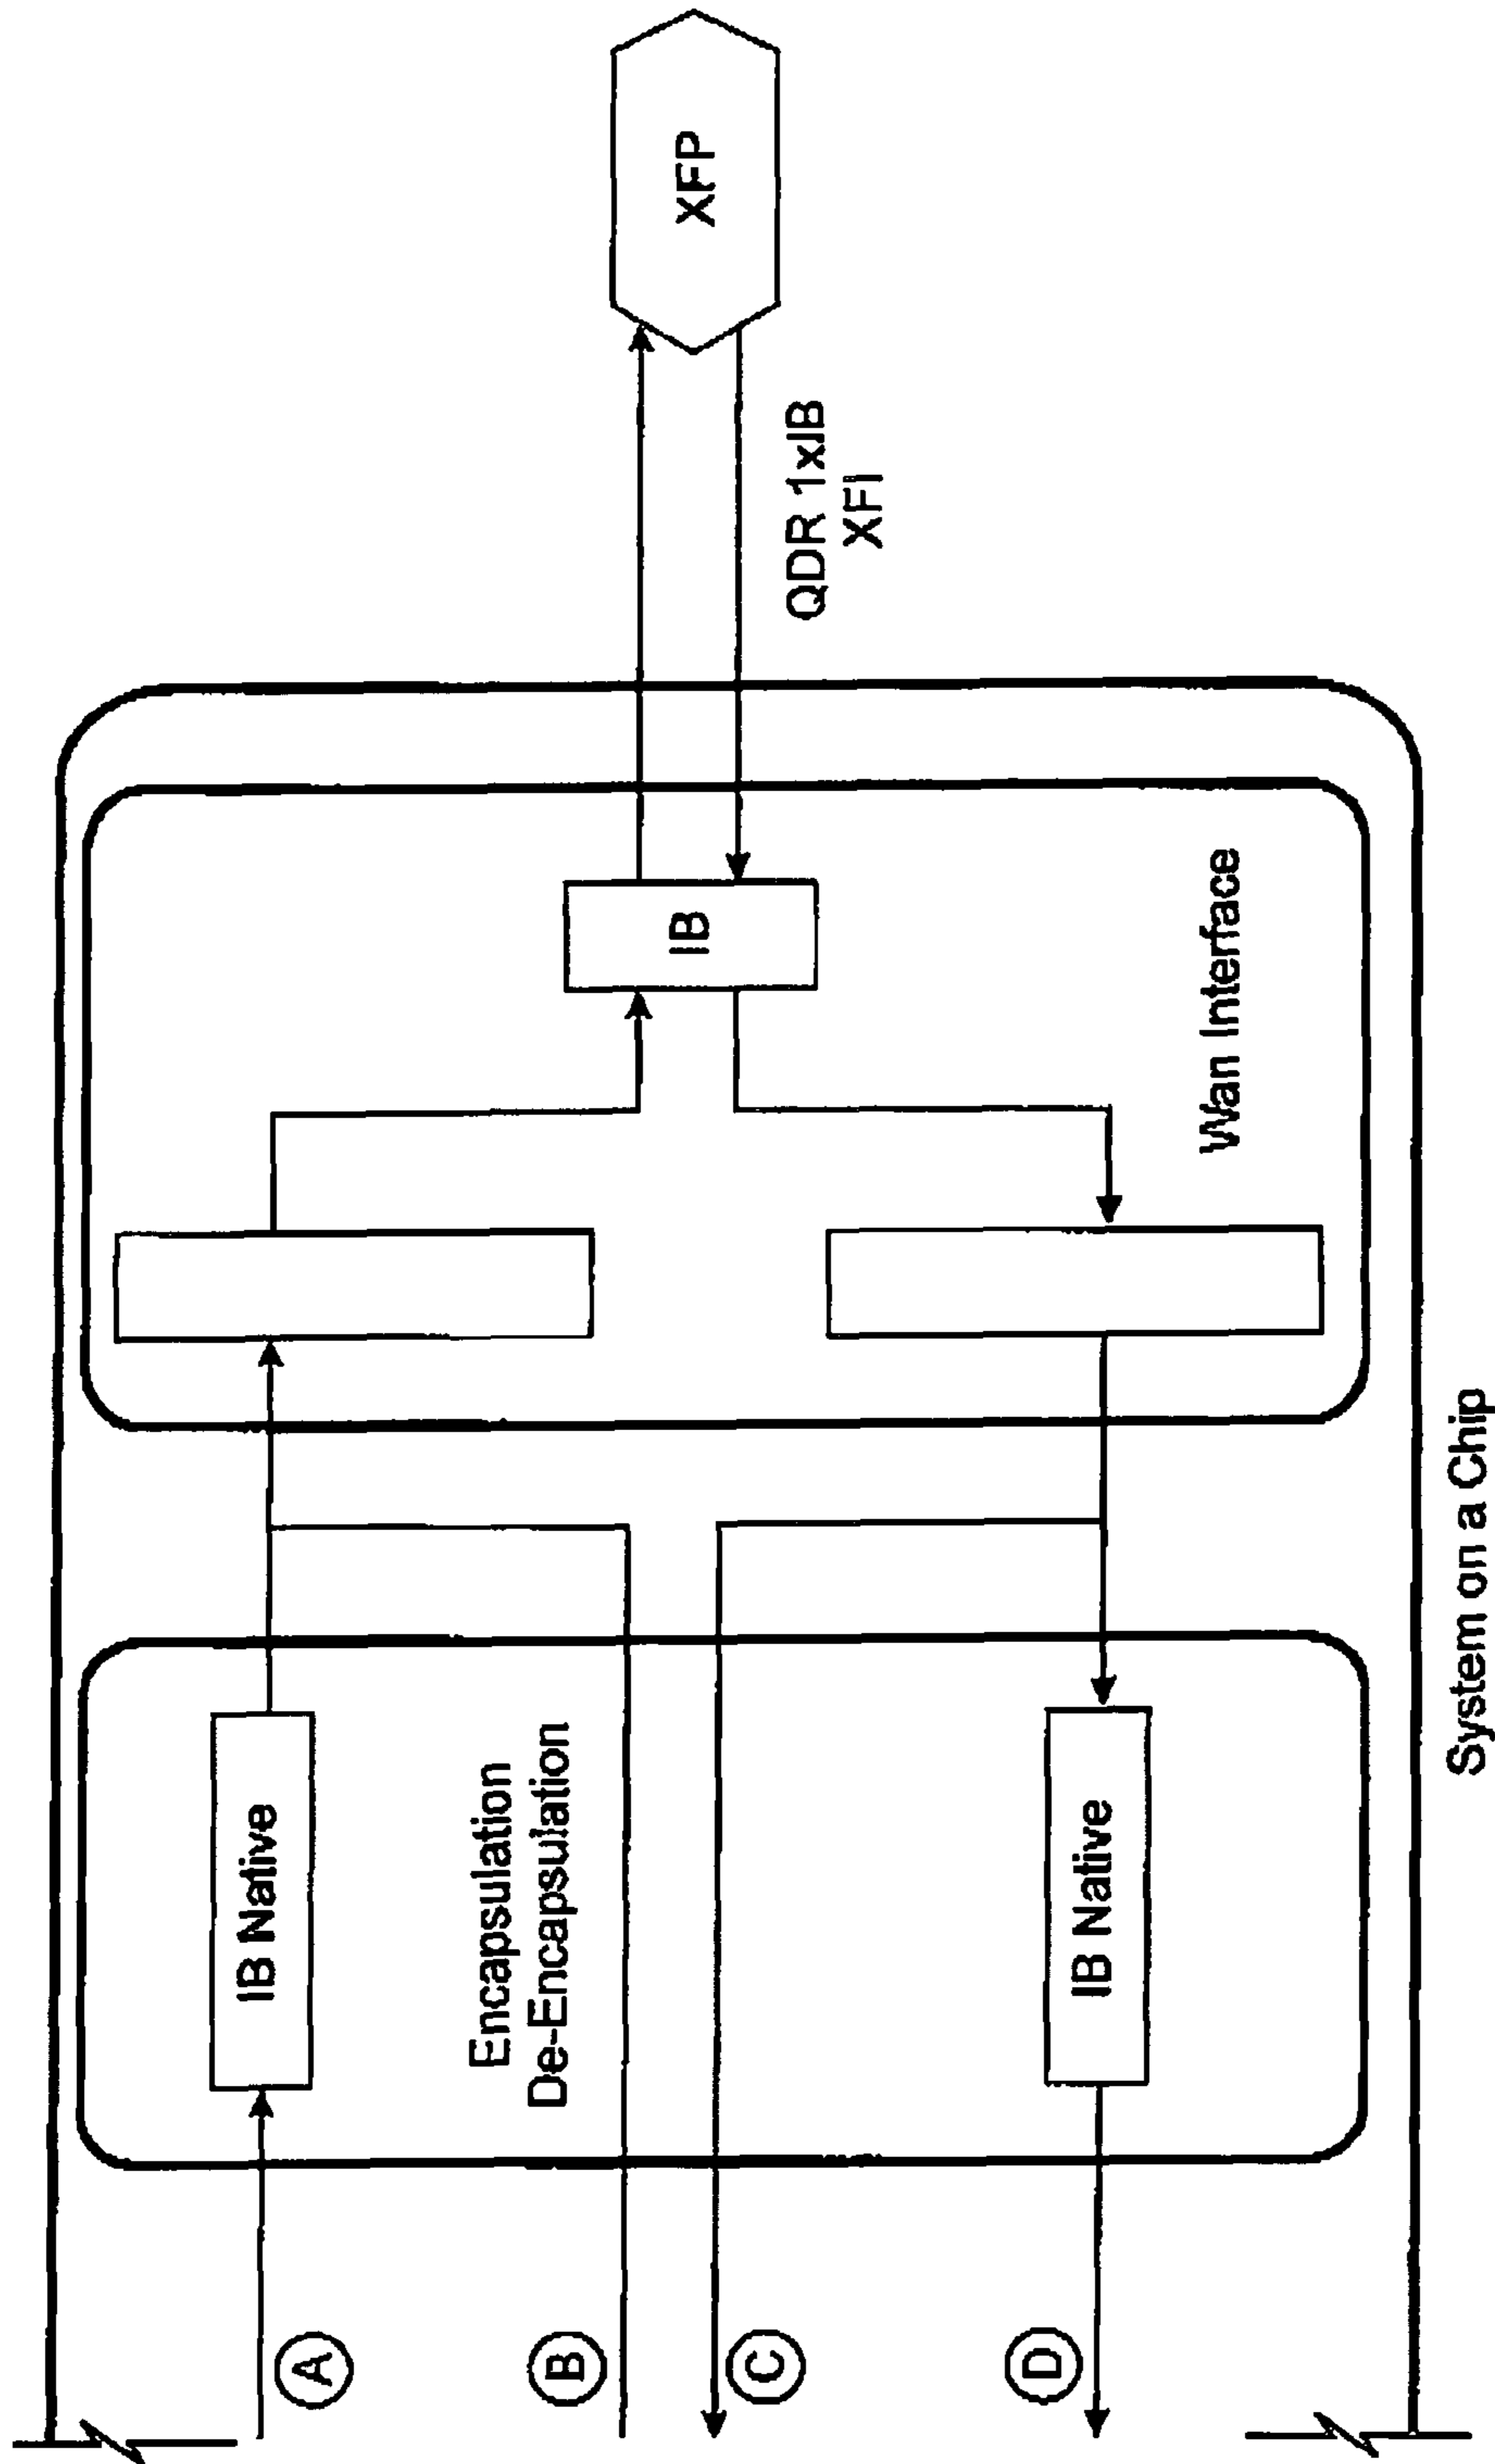 A
B
C
D
IB Native
Encapsulation
De-Encapsulation
IB Native
IB
Wan Interface
QDR 1xIB
XFI
XFP
System on a Chip